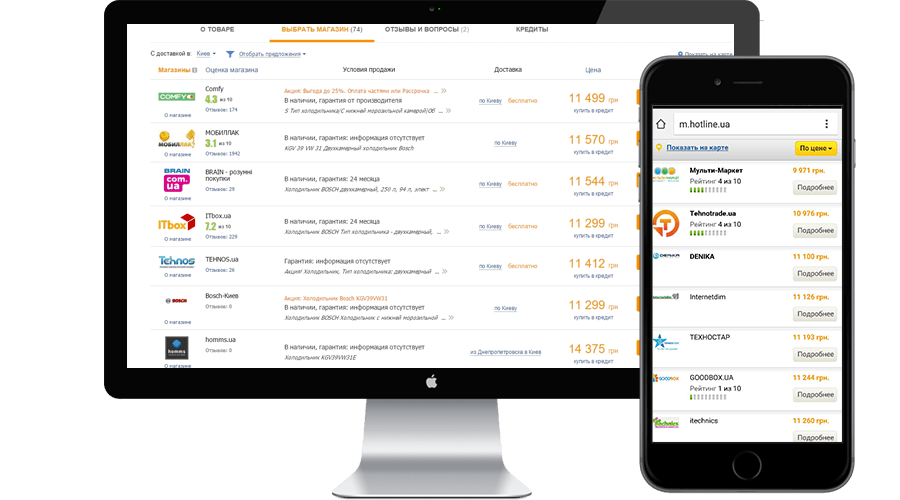 О ТОВАРЕ
ВЫБРАТЬ МАГАЗИН (74)
ОТЗЫВЫ И ВОПРОСЫ (2)
КРЕДИТЫ
С доставкой в: Киев
Отобрать предложения
Показать на карте
Магазины
Оценка магазина
Условия продажи
Доставка
Цена
COMFY
О магазине
Comfy
4.3 из 10
Отзывов: 174
Акция: Выгода до 25%. Оплата частями или Рассрочка ... »
В наличии, гарантия от производителя
S Тип холодильника/С нижней морозильной камерой/Об ... »
по Киеву бесплатно
11 499 грн
купить в кредит
МОБИЛЛАК
О магазине
МОБИЛЛАК
3.1 из 10
Отзывов: 1942
В наличии, гарантия: информация отсутствует
KGV 39 VW 31 Двухкамерный холодильник Bosch
по Киеву
11 570 грн
купить в кредит
BRAIN
com.
ua
О магазине
BRAIN - розумні
покупки
Отзывов: 29
В наличии, гарантия: 24 месяца
Холодильник BOSCH двухкамерный, 250 л, 94 л, элект ... »
по Киеву бесплатно
11 544 грн
купить в кредит
ITbox
О магазине
ITbox.ua
7.2 из 10
Отзывов: 229
В наличии, гарантия: 24 месяца
Холодильник BOSCH Тип холодильника - двухкамерный, ... »
по Киеву бесплатно
11 299 грн
купить в кредит
Tehnos
О магазине
TEHNOS.ua
Отзывов: 26
Гарантия: информация отсутствует
Акция! Холодильник, Тип холодильника: двухкамерный ... »
по Киеву бесплатно
11 412 грн
купить в кредит
BOSCH
О магазине
Bosch-Киев
Отзывов: 0
Акция: Холодильник Bosch KGV39VW31
В наличии, гарантия: информация отсутствует
Холодильник BOSCH Холодильник с нижней морозильной ... »
по Киеву
11 299 грн
купить в кредит
homms
О магазине
homms.ua
Отзывов: 0
В наличии, гарантия: информация отсутствует
Холодильник KGV39VW31E
из Днепропетровска в Киев
14 375 грн
купить в кредит
m.hotline.ua
Показать на карте
По цене
Мульти-Маркет
Рейтинг 4 из 10
9 971 грн.
Подробнее
Tehnotrade.ua
Рейтинг 4 из 10
10 976 грн.
Подробнее
DENIKA
11 100 грн.
Подробнее
Internetdim
11 126 грн.
Подробнее
ТЕХНОСТАР
11 193 грн.
Подробнее
GOODBOX
GOODBOX.UA
Рейтинг 1 из 10
11 244 грн.
Подробнее
itechnics
11 260 грн.
Подробнее